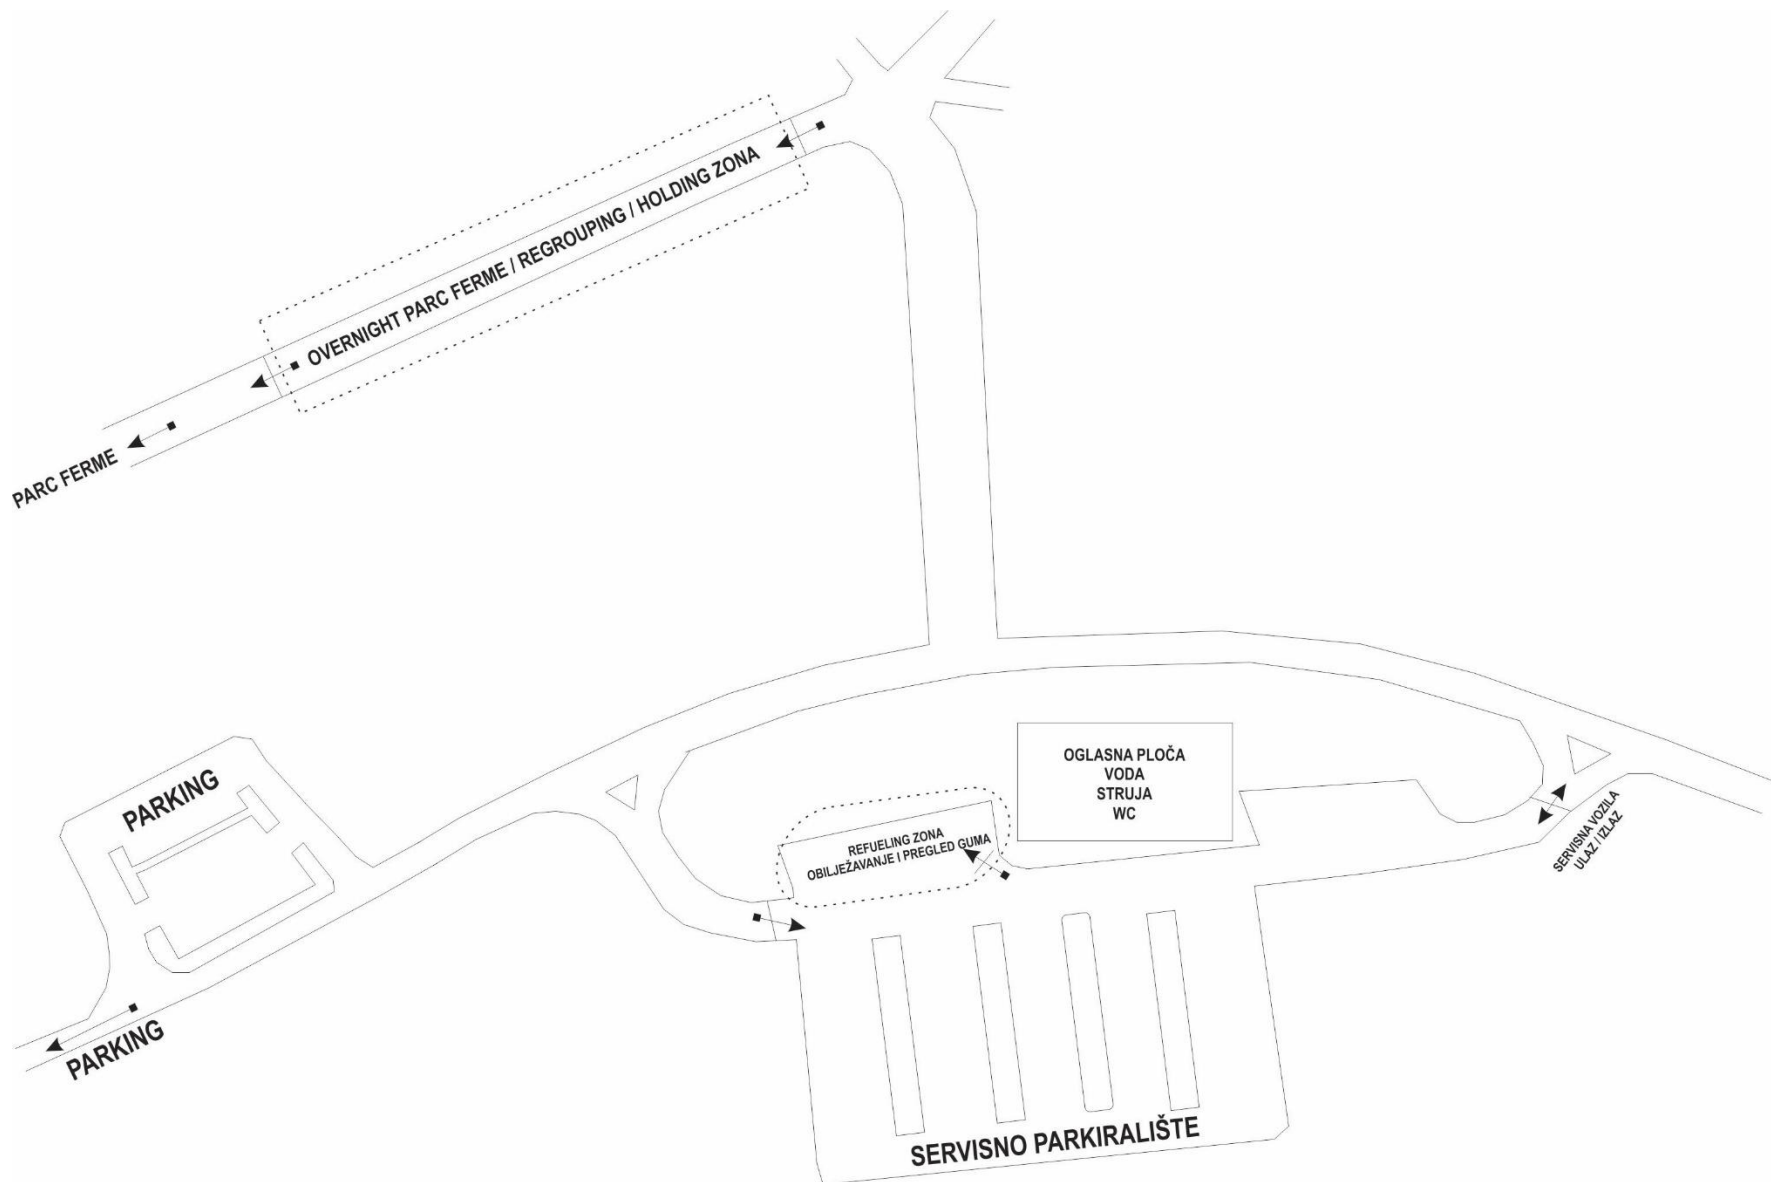 OVERNIGHT PARC FERME / REGROUPING / HOLDING ZONA
PARC FERME
OGLASNA PLOČA
VODA
STRUJA
WC
PARKING
REFUELING ZONA
OBILJEŽAVANJE I PREGLED GUMA
SERVISNA VOZILA
ULAZ / IZLAZ
PARKING
SERVISNO PARKIRALIŠTE